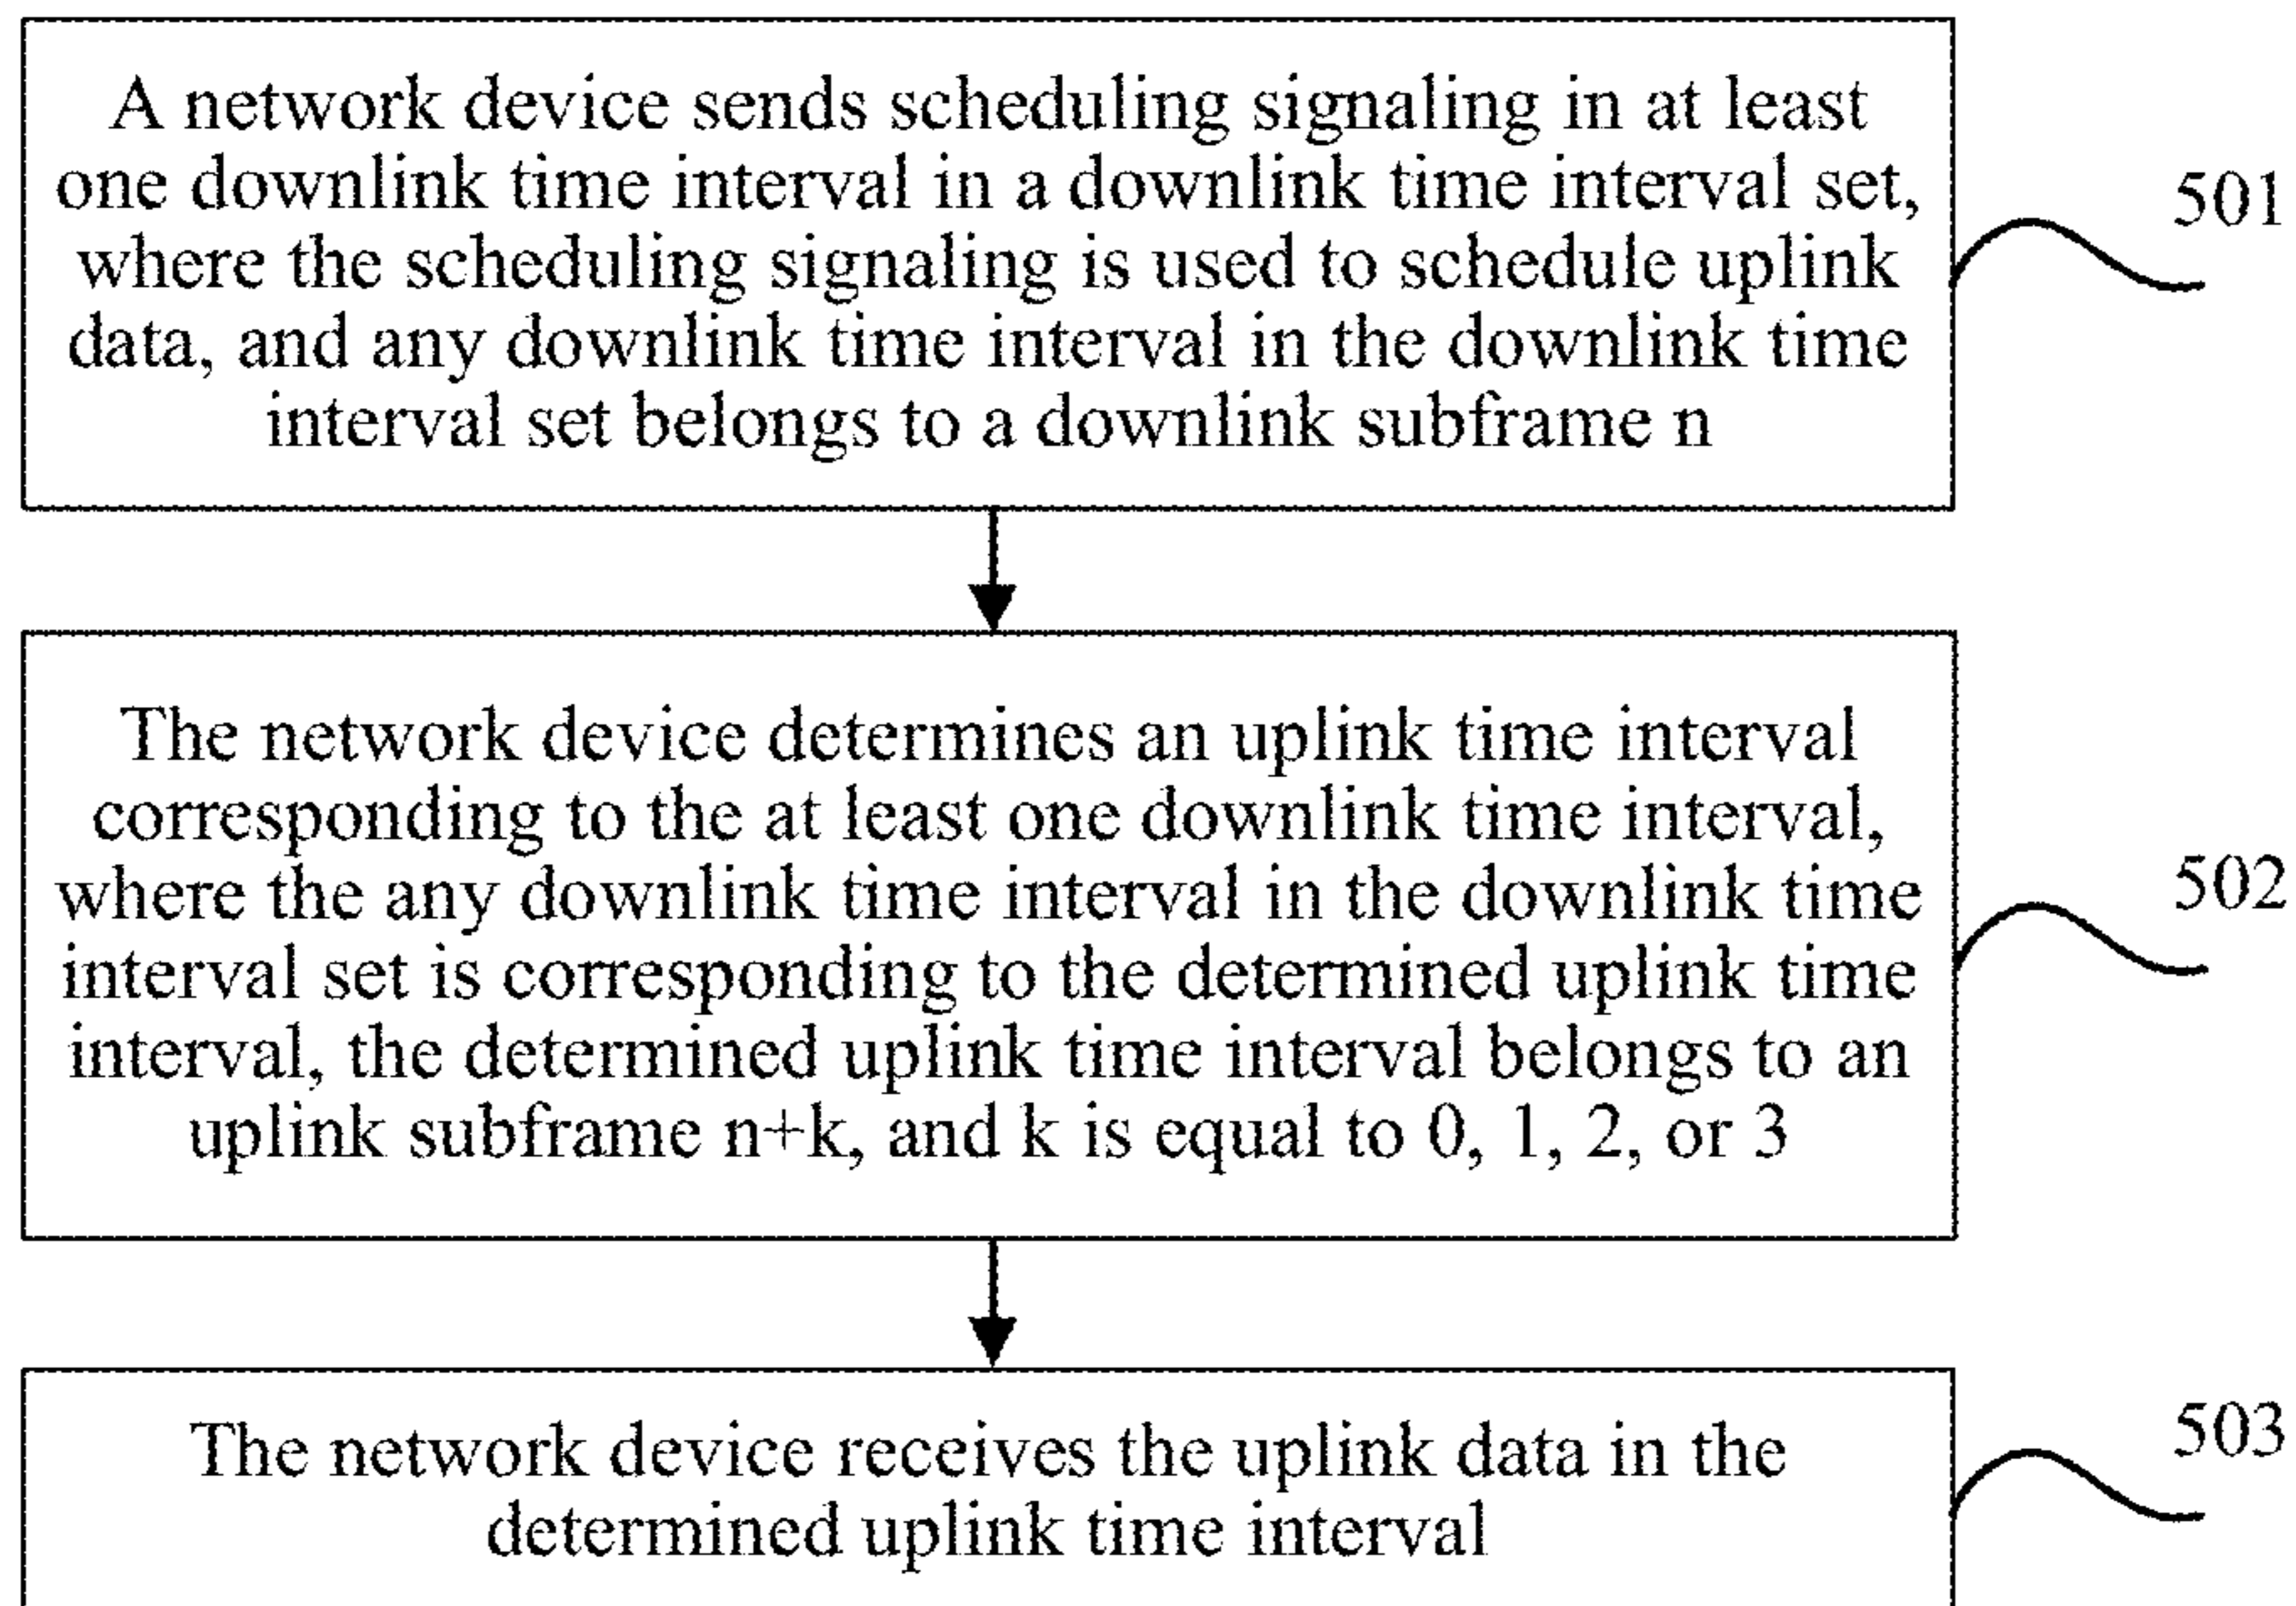 A network device sends scheduling signaling in at least
one downlink time interval in a downlink time interval set,
where the scheduling signaling is used to schedule uplink
data, and any downlink time interval in the downlink time
interval set belongs to a downlink subframe n
501
The network device determines an uplink time interval
corresponding to the at least one downlink time interval,
where the any downlink time interval in the downlink time
interval set is corresponding to the determined uplink time
interval, the determined uplink time interval belongs to an
uplink subframe n+k, and k is equal to 0, 1, 2, or 3
502
The network device receives the uplink data in the
determined uplink time interval
503